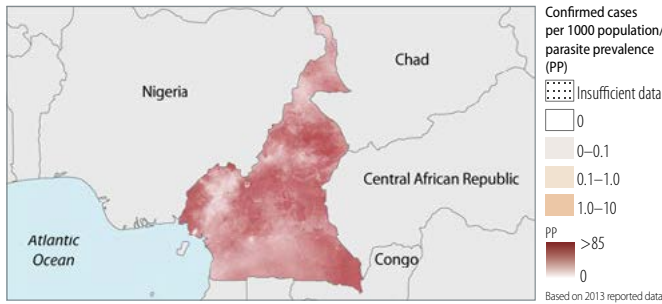 Confirmed cases
per 1000 population/
parasite prevalence
(PP)
Insufficient data
0
0–0.1
0.1–1.0
1.0–10
PP
>85
0
Based on 2013 reported data
Chad
Nigeria
Central African Republic
Atlantic
Ocean
Congo